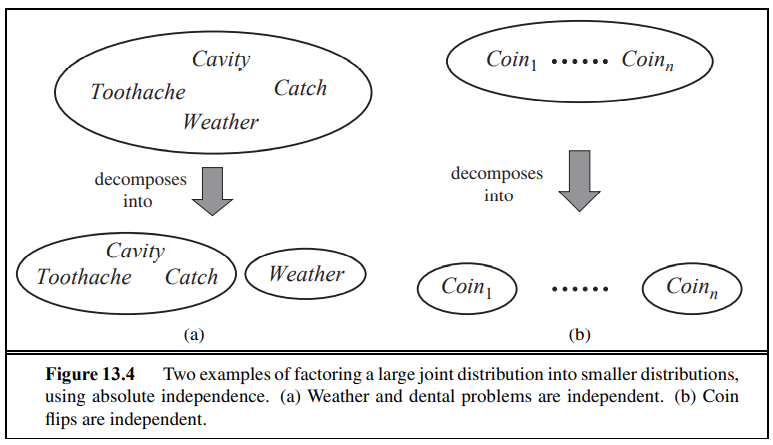 Cavity
Toothache Catch
Weather
decomposes
into
Cavity
Toothache Catch
Weather
(a)
Coin1 ...... Coinn
decomposes
into
Coin1 ...... Coinn
(b)
Figure 13.4 Two examples of factoring a large joint distribution into smaller distributions,
using absolute independence. (a) Weather and dental problems are independent. (b) Coin
flips are independent.